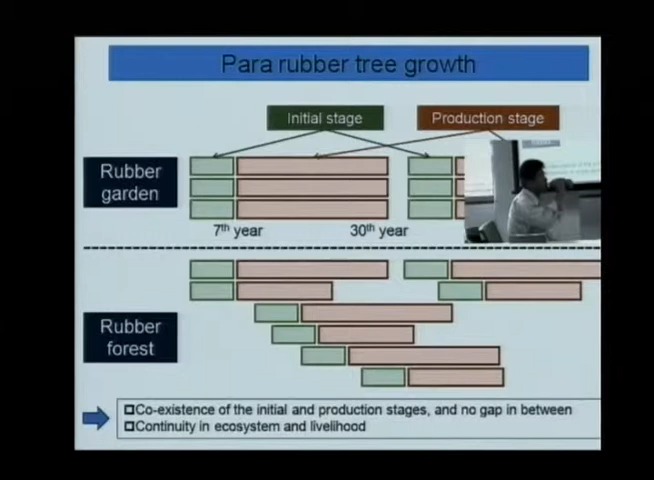 Para rubber tree growth
Initial stage
Production stage
Rubber
garden
7th year
30th year
Rubber
forest
Co-existence of the initial and production stages, and no gap in between
Continuity in ecosystem and livelihood